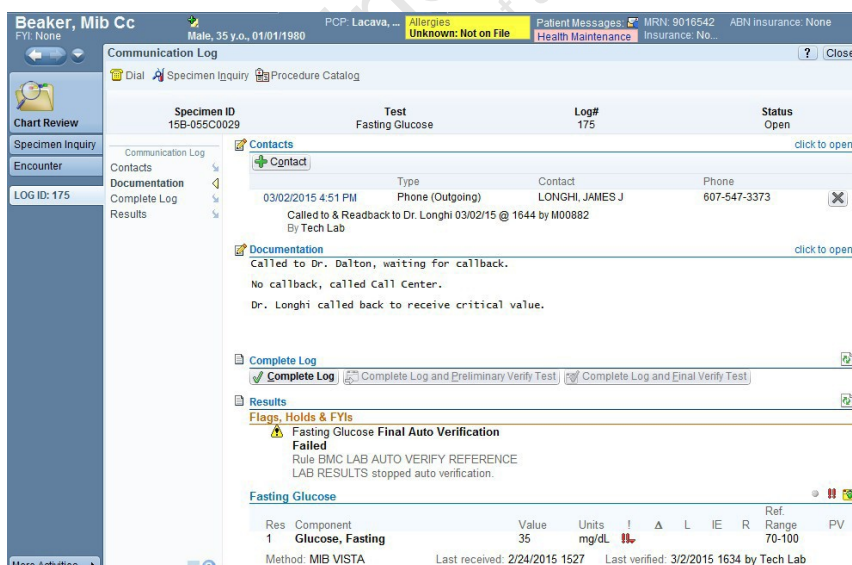 Beaker, Mib Cc
FYI: None
Male, 35 y.o., 01/01/1980
PCP: Lacava, ...
Allergies
Unknown: Not on File
Patient Messages:
Health Maintenance
MRN: 9016542
Insurance: No...
ABN insurance: None
Communication Log
? Close
Dial Specimen Inquiry Procedure Catalog
Chart Review
Specimen Inquiry
Encounter
LOG ID: 175
More Activities
Specimen ID Test Log# Status
15B-055C0029 Fasting Glucose 175 Open
Communication Log
Contacts
Documentation
Complete Log
Results
Contacts click to open
Contact
Type Contact Phone
03/02/2015 4:51 PM Phone (Outgoing) LONGHI, JAMES J 607-547-3373
Called to & Readback to Dr. Longhi 03/02/15 @ 1644 by M00882
By Tech Lab
Documentation click to open
Called to Dr. Dalton, waiting for callback.
No callback, called Call Center.
Dr. Longhi called back to receive critical value.
Complete Log
Complete Log Complete Log and Preliminary Verify Test Complete Log and Final Verify Test
Results
Flags, Holds & FYIs
Fasting Glucose Final Auto Verification
Failed
Rule BMC LAB AUTO VERIFY REFERENCE
LAB RESULTS stopped auto verification.
Fasting Glucose
Res Component Value Units ! Δ L IE R Ref. Range PV
1 Glucose, Fasting 35 mg/dL !! 70-100
Method: MIB VISTA Last received: 2/24/2015 1527 Last verified: 3/2/2015 1634 by Tech Lab